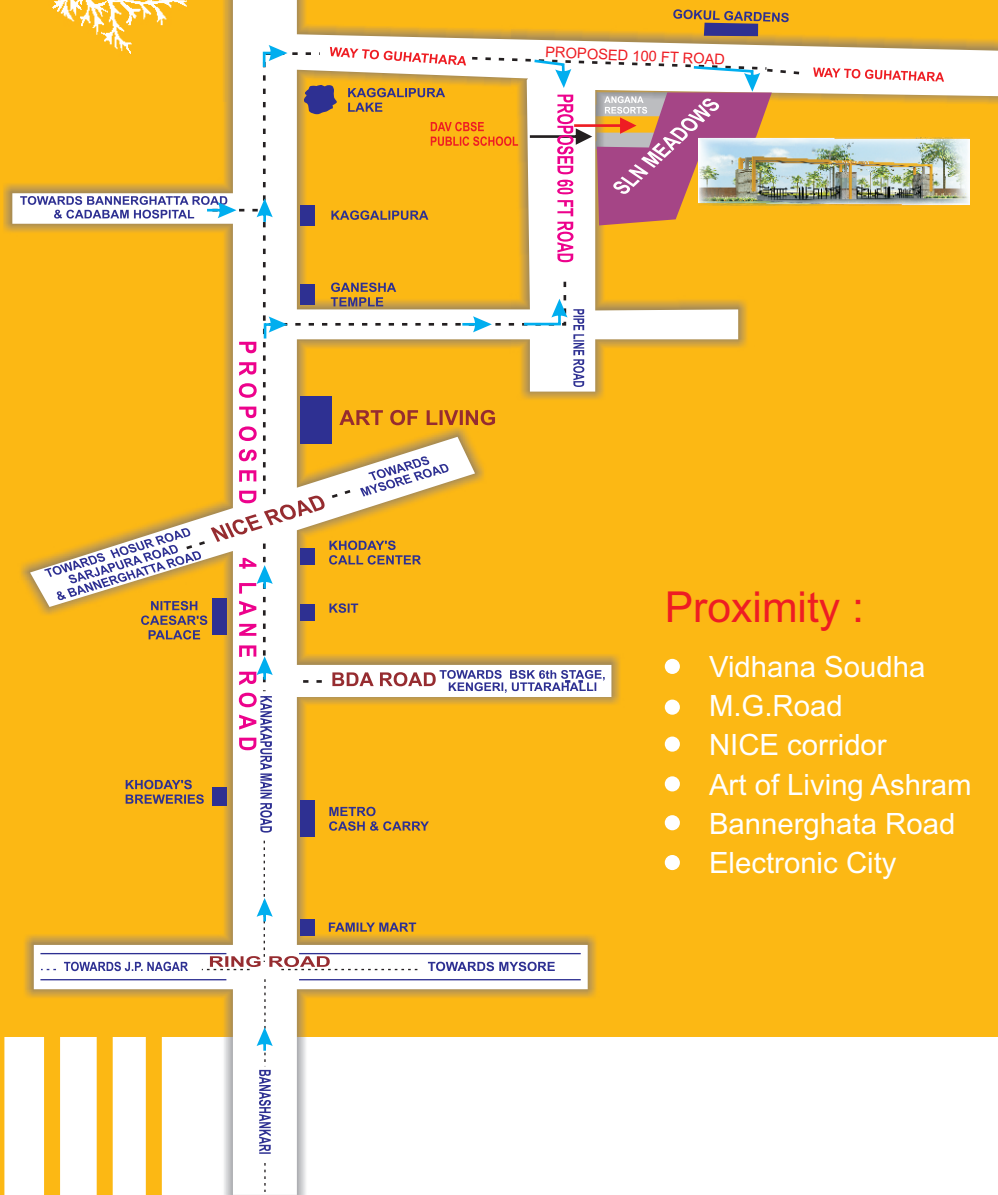 GOKUL GARDENS
WAY TO GUHATHARA
PROPOSED 100 FT ROAD
WAY TO GUHATHARA
KAGGALIPURA
LAKE
ANGANA
RESORTS
DAV CBSE
PUBLIC SCHOOL
PROPOSED 60 FT ROAD
SLN MEADOWS
TOWARDS BANNERGHATTA ROAD
& CADABAM HOSPITAL
KAGGALIPURA
GANESHA
TEMPLE
PIPE LINE ROAD
PROPOSED 4 LANE ROAD
ART OF LIVING
TOWARDS
MYSORE ROAD
NICE ROAD
TOWARDS HOSUR ROAD
SARJAPURA ROAD
& BANNERGHATTA ROAD
KHODAY'S
CALL CENTER
NITESH
CAESAR'S
PALACE
KSIT
BDA ROAD
TOWARDS BSK 6th STAGE,
KENGERI, UTTARAHALLI
KANAKAPURA MAIN ROAD
KHODAY'S
BREWERIES
METRO
CASH & CARRY
FAMILY MART
TOWARDS J.P. NAGAR
RING ROAD
TOWARDS MYSORE
BANASHANKARI
Proximity :
Vidhana Soudha
M.G.Road
NICE corridor
Art of Living Ashram
Bannerghata Road
Electronic City